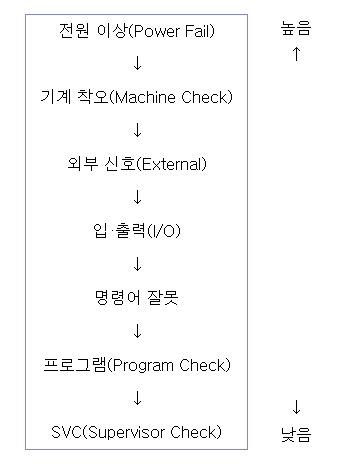 전원 이상(Power Fail)
높음
↑
↓
기계 착오(Machine Check)
↓
외부 신호(External)
↓
입·출력(I/O)
↓
명령어 잘못
↓
프로그램(Program Check)
↓
↓
SVC(Supervisor Check)
낮음